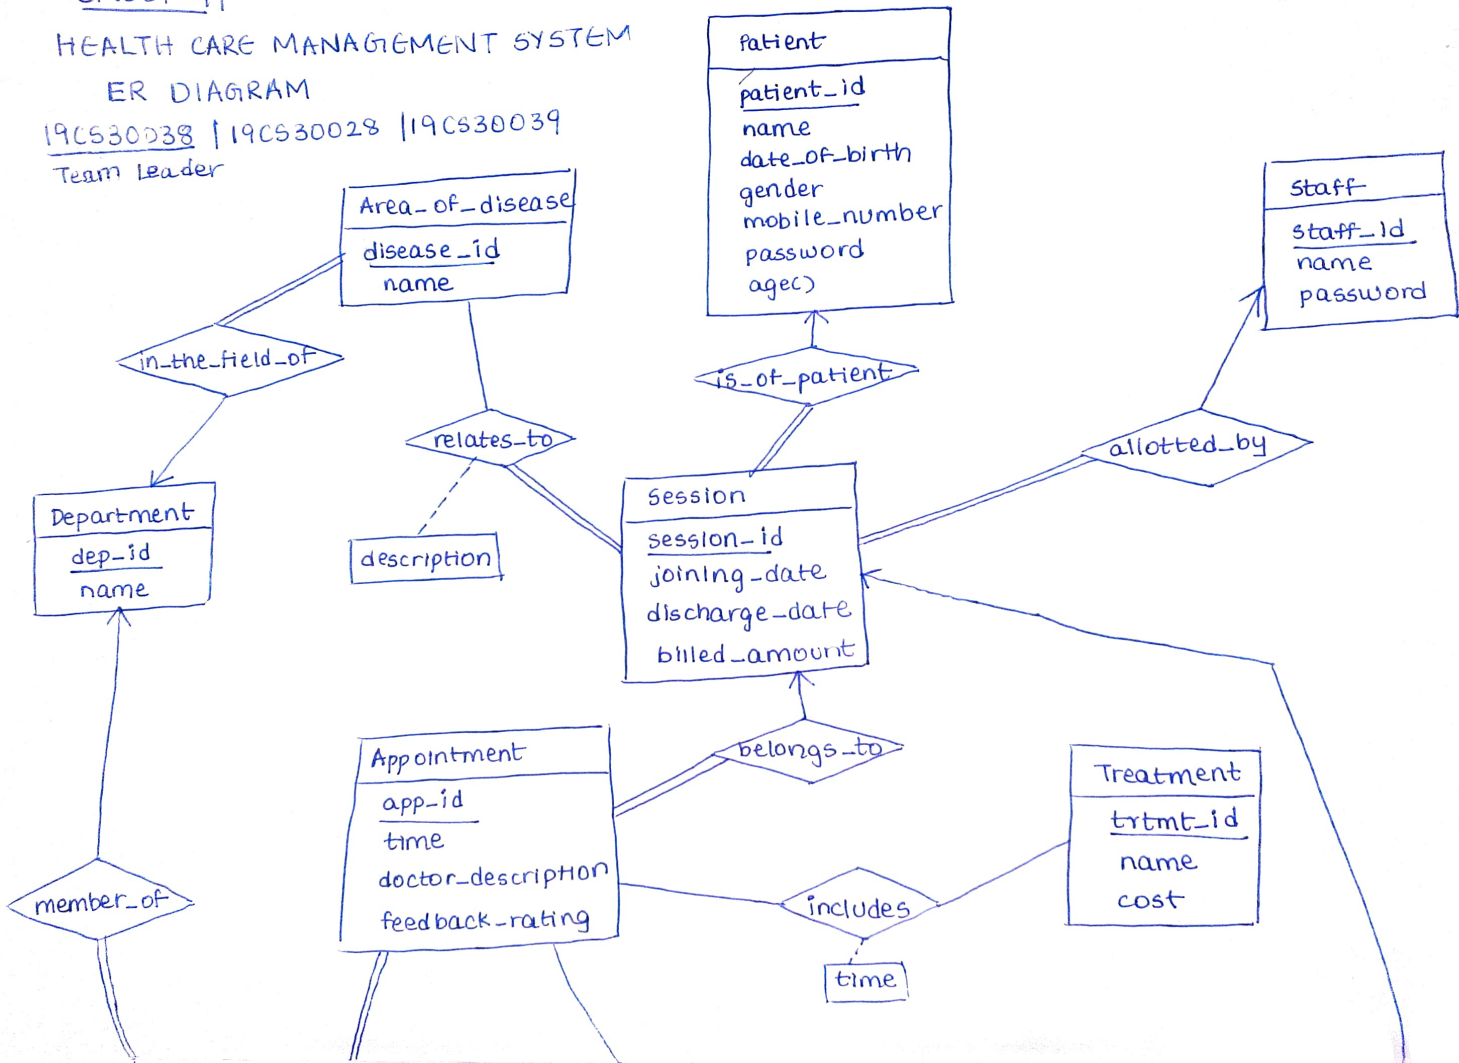 HEALTH CARE MANAGEMENT SYSTEM
ER DIAGRAM
19CS30038 | 19CS30028 | 19CS30039
Team Leader
Patient
patient_id
name
date_of_birth
gender
mobile_number
password
age()
Staff
staff_id
name
password
Area_of_disease
disease_id
name
in_the_field_of
is_of_patient
relates_to
allotted_by
description
Department
dep_id
name
Session
session_id
joining_date
discharge_date
billed_amount
belongs_to
Appointment
app_id
time
doctor_description
feedback_rating
Treatment
trtmt_id
name
cost
member_of
includes
time